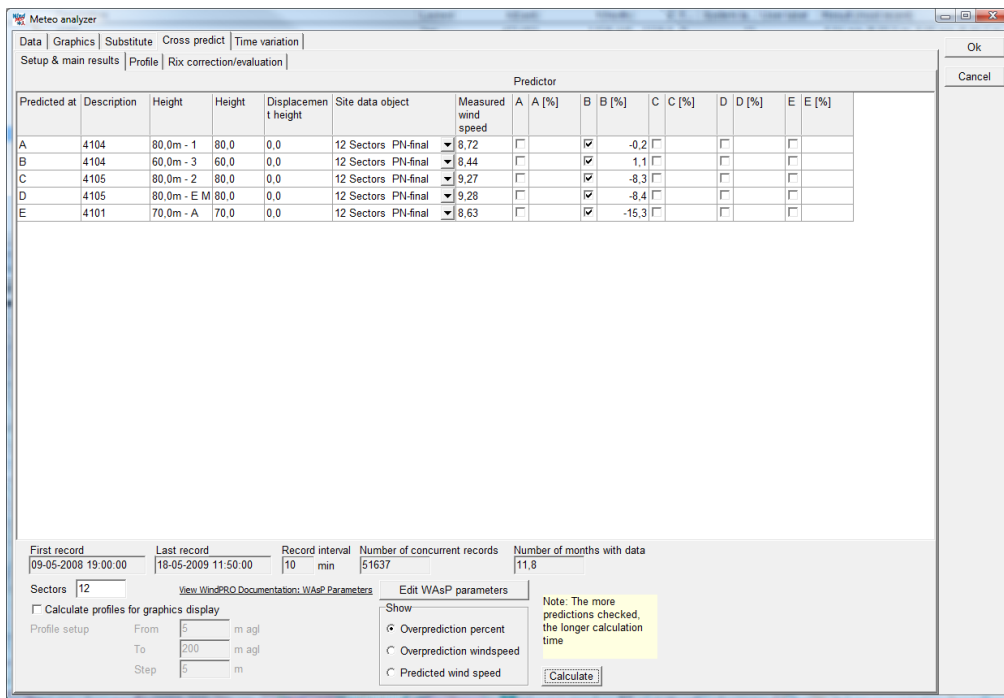 Meteo analyzer
Data Graphics Substitute Cross predict Time variation
Ok
Setup & main results Profile Rix correction/evaluation
Cancel
Predictor
Predicted at Description Height Height Displacemen t height Site data object Measured wind speed A A [%] B B [%] C C [%] D D [%] E E [%]
A 4104 80,0m - 1 80,0 0,0 12 Sectors PN-final 8,72 -0,2
B 4104 60,0m - 3 60,0 0,0 12 Sectors PN-final 8,44 1,1
C 4105 80,0m - 2 80,0 0,0 12 Sectors PN-final 9,27 -8,3
D 4105 80,0m - E M 80,0 0,0 12 Sectors PN-final 9,28 -8,4
E 4101 70,0m - A 70,0 0,0 12 Sectors PN-final 8,63 -15,3
First record Last record Record interval Number of concurrent records Number of months with data
09-05-2008 19:00:00 18-05-2009 11:50:00 10 min 51637 11,8
Sectors 12 View WindPRO Documentation: WAsP Parameters Edit WAsP parameters
Calculate profiles for graphics display
Profile setup From 5 m agl
To 200 m agl
Step 5 m
Show
Overprediction percent
Overprediction windspeed
Predicted wind speed
Note: The more
predictions checked,
the longer calculation
time
Calculate